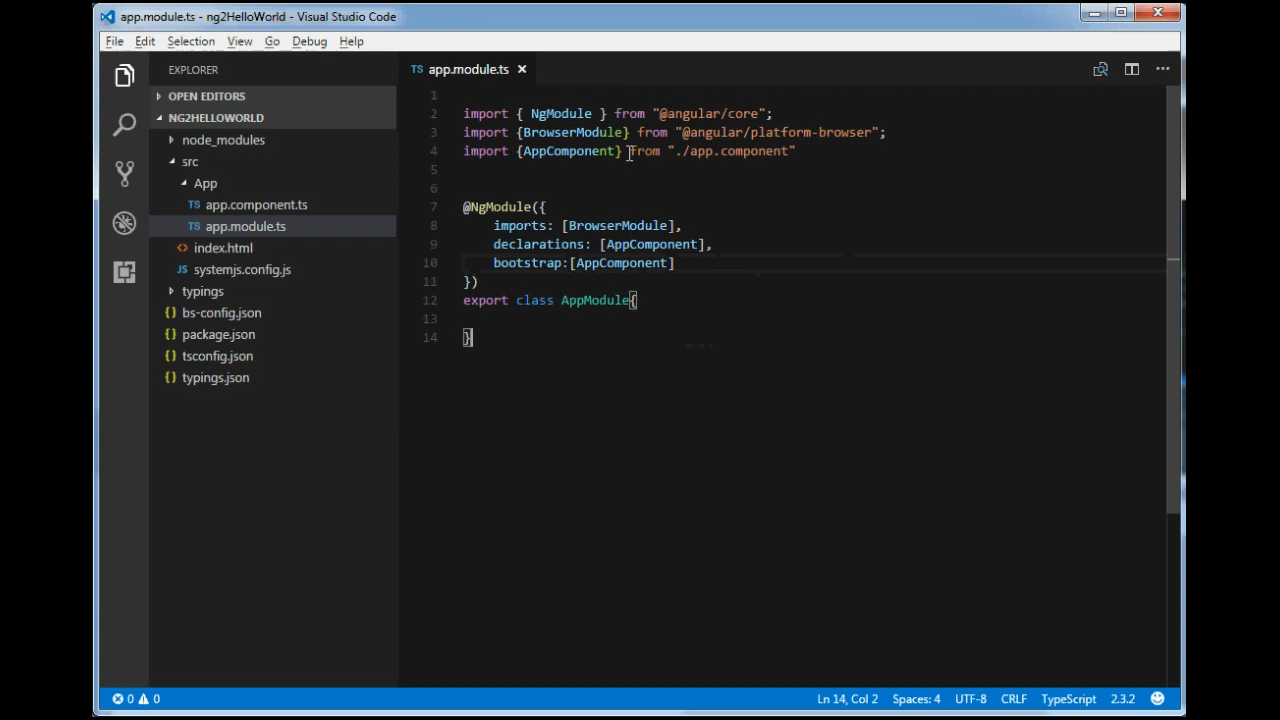 app.module.ts - ng2HelloWorld - Visual Studio Code
File Edit Selection View Go Debug Help
EXPLORER
OPEN EDITORS
NG2HELLOWORLD
node_modules
src
App
TS app.component.ts
TS app.module.ts
<> index.html
JS systemjs.config.js
typings
{} bs-config.json
{} package.json
{} tsconfig.json
{} typings.json
TS app.module.ts
1
2 import { NgModule } from "@angular/core";
3 import {BrowserModule} from "@angular/platform-browser";
4 import {AppComponent} from "./app.component"
5
6
7 @NgModule({
8 imports: [BrowserModule],
9 declarations: [AppComponent],
10 bootstrap:[AppComponent]
11 })
12 export class AppModule{
13
14 }
0 0
Ln 14, Col 2 Spaces: 4 UTF-8 CRLF TypeScript 2.3.2